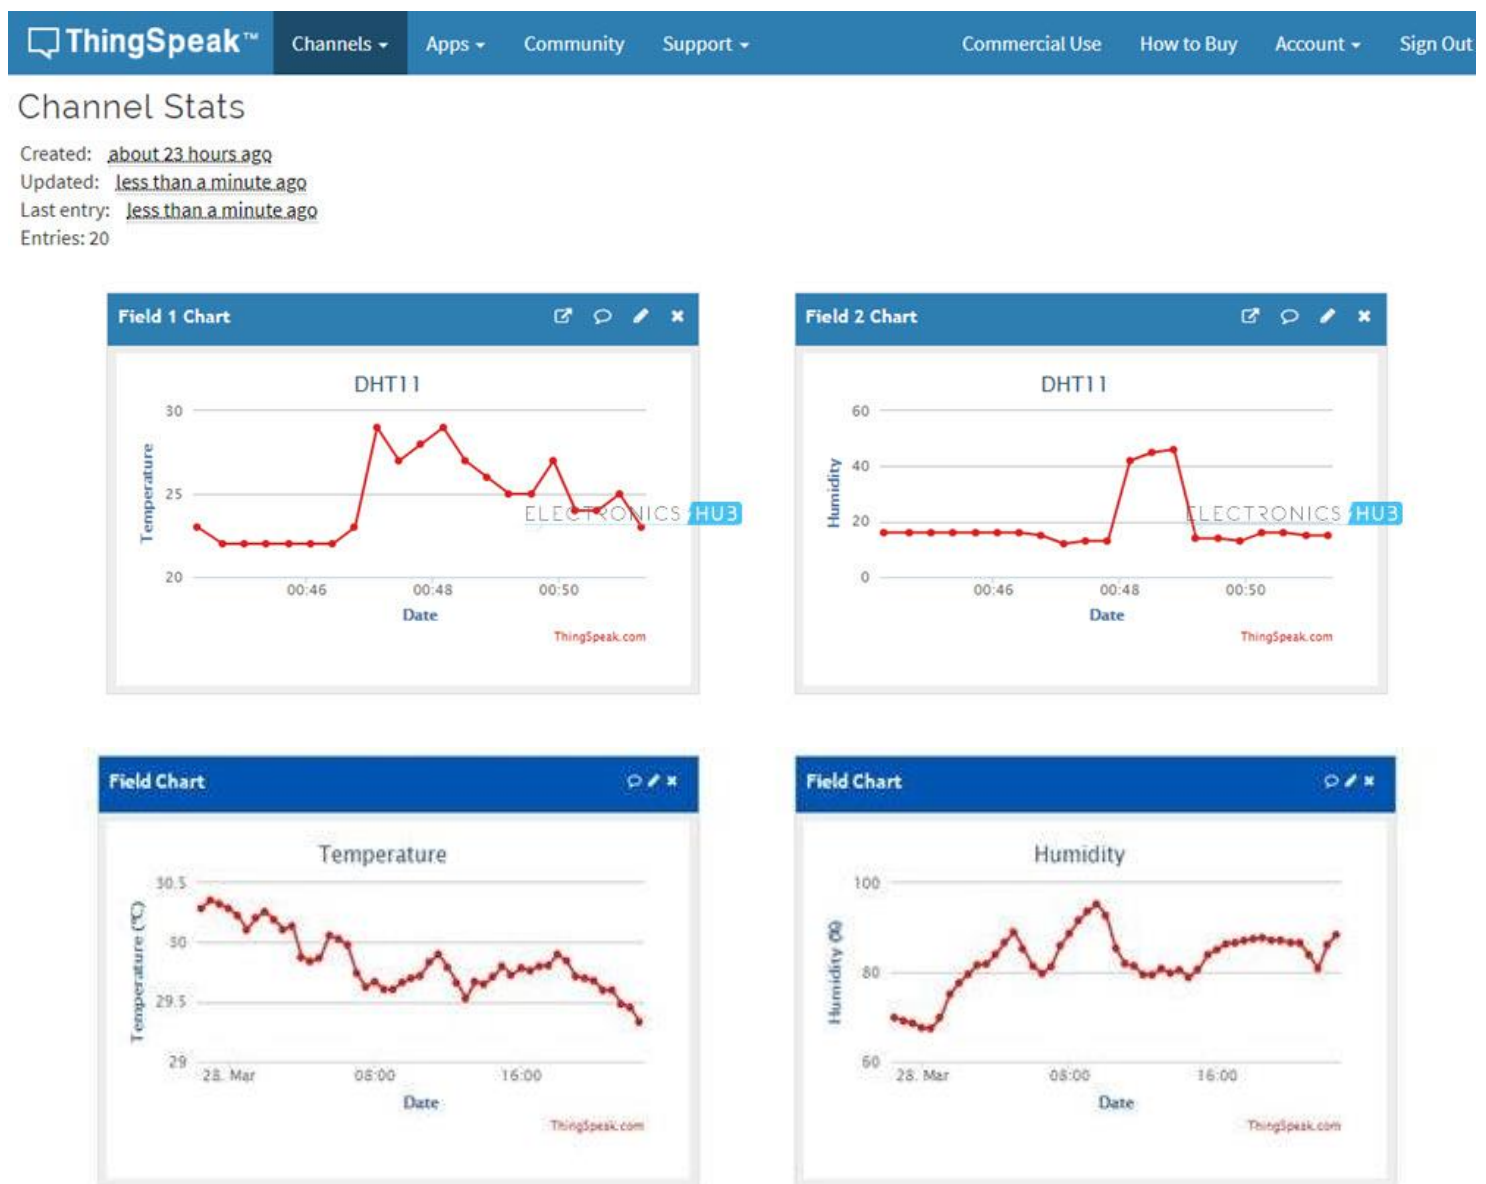 ThingSpeak™ Channels Apps Community Support Commercial Use How to Buy Account Sign Out
Channel Stats
Created: about 23 hours ago
Updated: less than a minute ago
Last entry: less than a minute ago
Entries: 20
Field 1 Chart
DHT11
30
25
20
Temperature
00:46 00:48 00:50
Date
ThingSpeak.com
Field 2 Chart
DHT11
60
40
20
0
Humidity
00:46 00:48 00:50
Date
ThingSpeak.com
ELECTRONICS HUB
ELECTRONICS HUB
Field Chart
Temperature
30.5
30
29.5
29
Temperature (°C)
28. Mar 08:00 16:00
Date
ThingSpeak.com
Field Chart
Humidity
100
80
60
Humidity (%)
28. Mar 08:00 16:00
Date
ThingSpeak.com